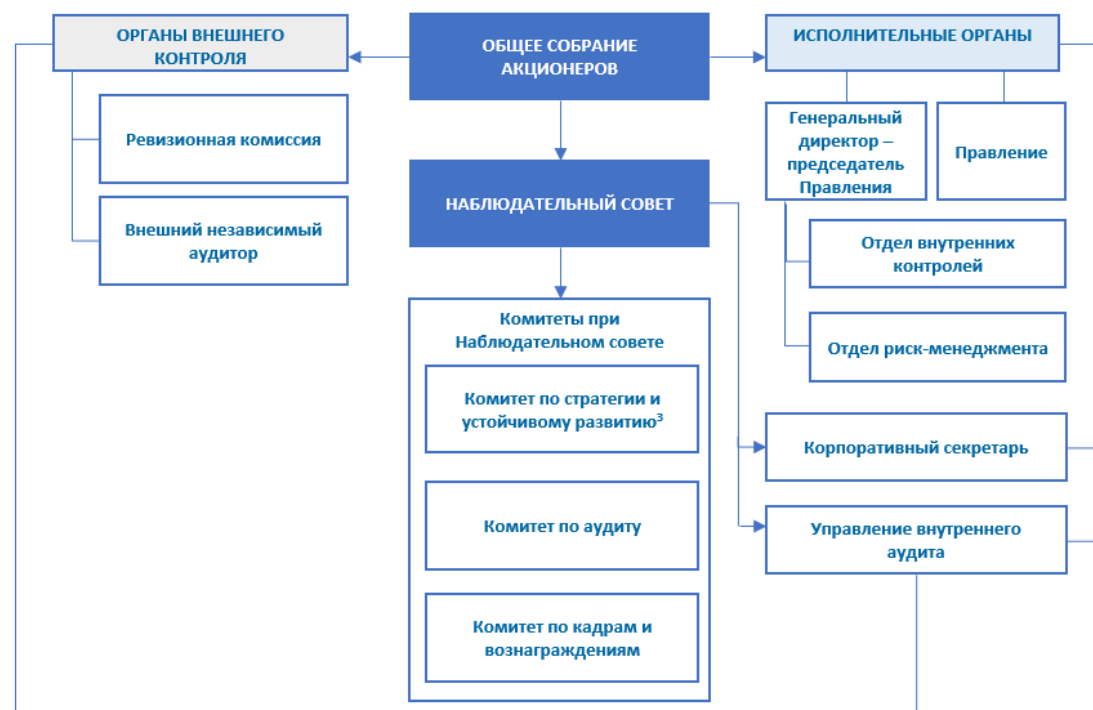 ОРГАНЫ ВНЕШНЕГО
КОНТРОЛЯ
Ревизионная комиссия
Внешний независимый
аудитор
ОБЩЕЕ СОБРАНИЕ
АКЦИОНЕРОВ
НАБЛЮДАТЕЛЬНЫЙ СОВЕТ
Комитеты при
Наблюдательном совете
Комитет по стратегии и
устойчивому развитию³
Комитет по аудиту
Комитет по кадрам и
вознаграждениям
ИСПОЛНИТЕЛЬНЫЕ ОРГАНЫ
Генеральный
директор –
председатель
Правления
Правление
Отдел внутренних
контролей
Отдел риск-менеджмента
Корпоративный секретарь
Управление внутреннего
аудита